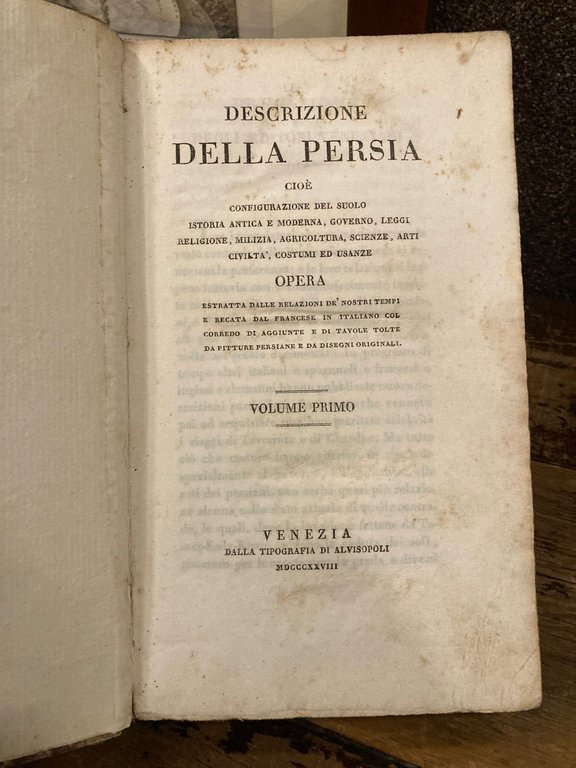 DESCRIZIONE
DELLA PERSIA
CIOÈ
CONFIGURAZIONE DEL SUOLO
ISTORIA ANTICA E MODERNA, GOVERNO, LEGGI
RELIGIONE, MILIZIA, AGRICOLTURA, SCIENZE, ARTI
CIVILTA', COSTUMI ED USANZE
OPERA
ESTRATTA DALLE RELAZIONI DE' NOSTRI TEMPI
E RECATA DAL FRANCESE IN ITALIANO COL
CORREDO DI AGGIUNTE E DI TAVOLE TOLTE
DA PITTURE PERSIANE E DA DISEGNI ORIGINALI.
VOLUME PRIMO
VENEZIA
DALLA TIPOGRAFIA DI ALVISOPOLI
MDCCCXXVIII